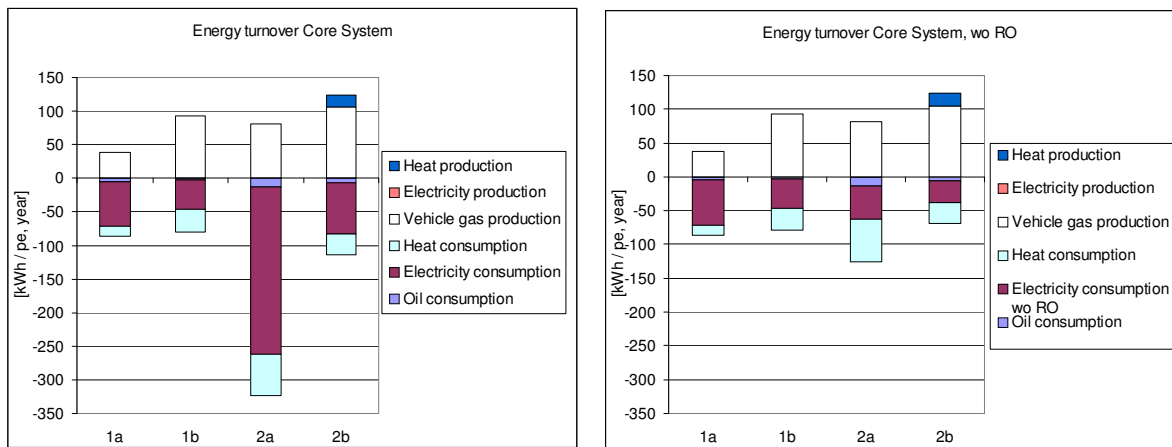 Energy turnover Core System
[kWh / pe, year]
150
100
50
0
-50
-100
-150
-200
-250
-300
-350
1a 1b 2a 2b
Heat production
Electricity production
Vehicle gas production
Heat consumption
Electricity consumption
Oil consumption
Energy turnover Core System, wo RO
[kWh / pe, year]
150
100
50
0
-50
-100
-150
-200
-250
-300
-350
1a 1b 2a 2b
Heat production
Electricity production
Vehicle gas production
Heat consumption
Electricity consumption
wo RO
Oil consumption